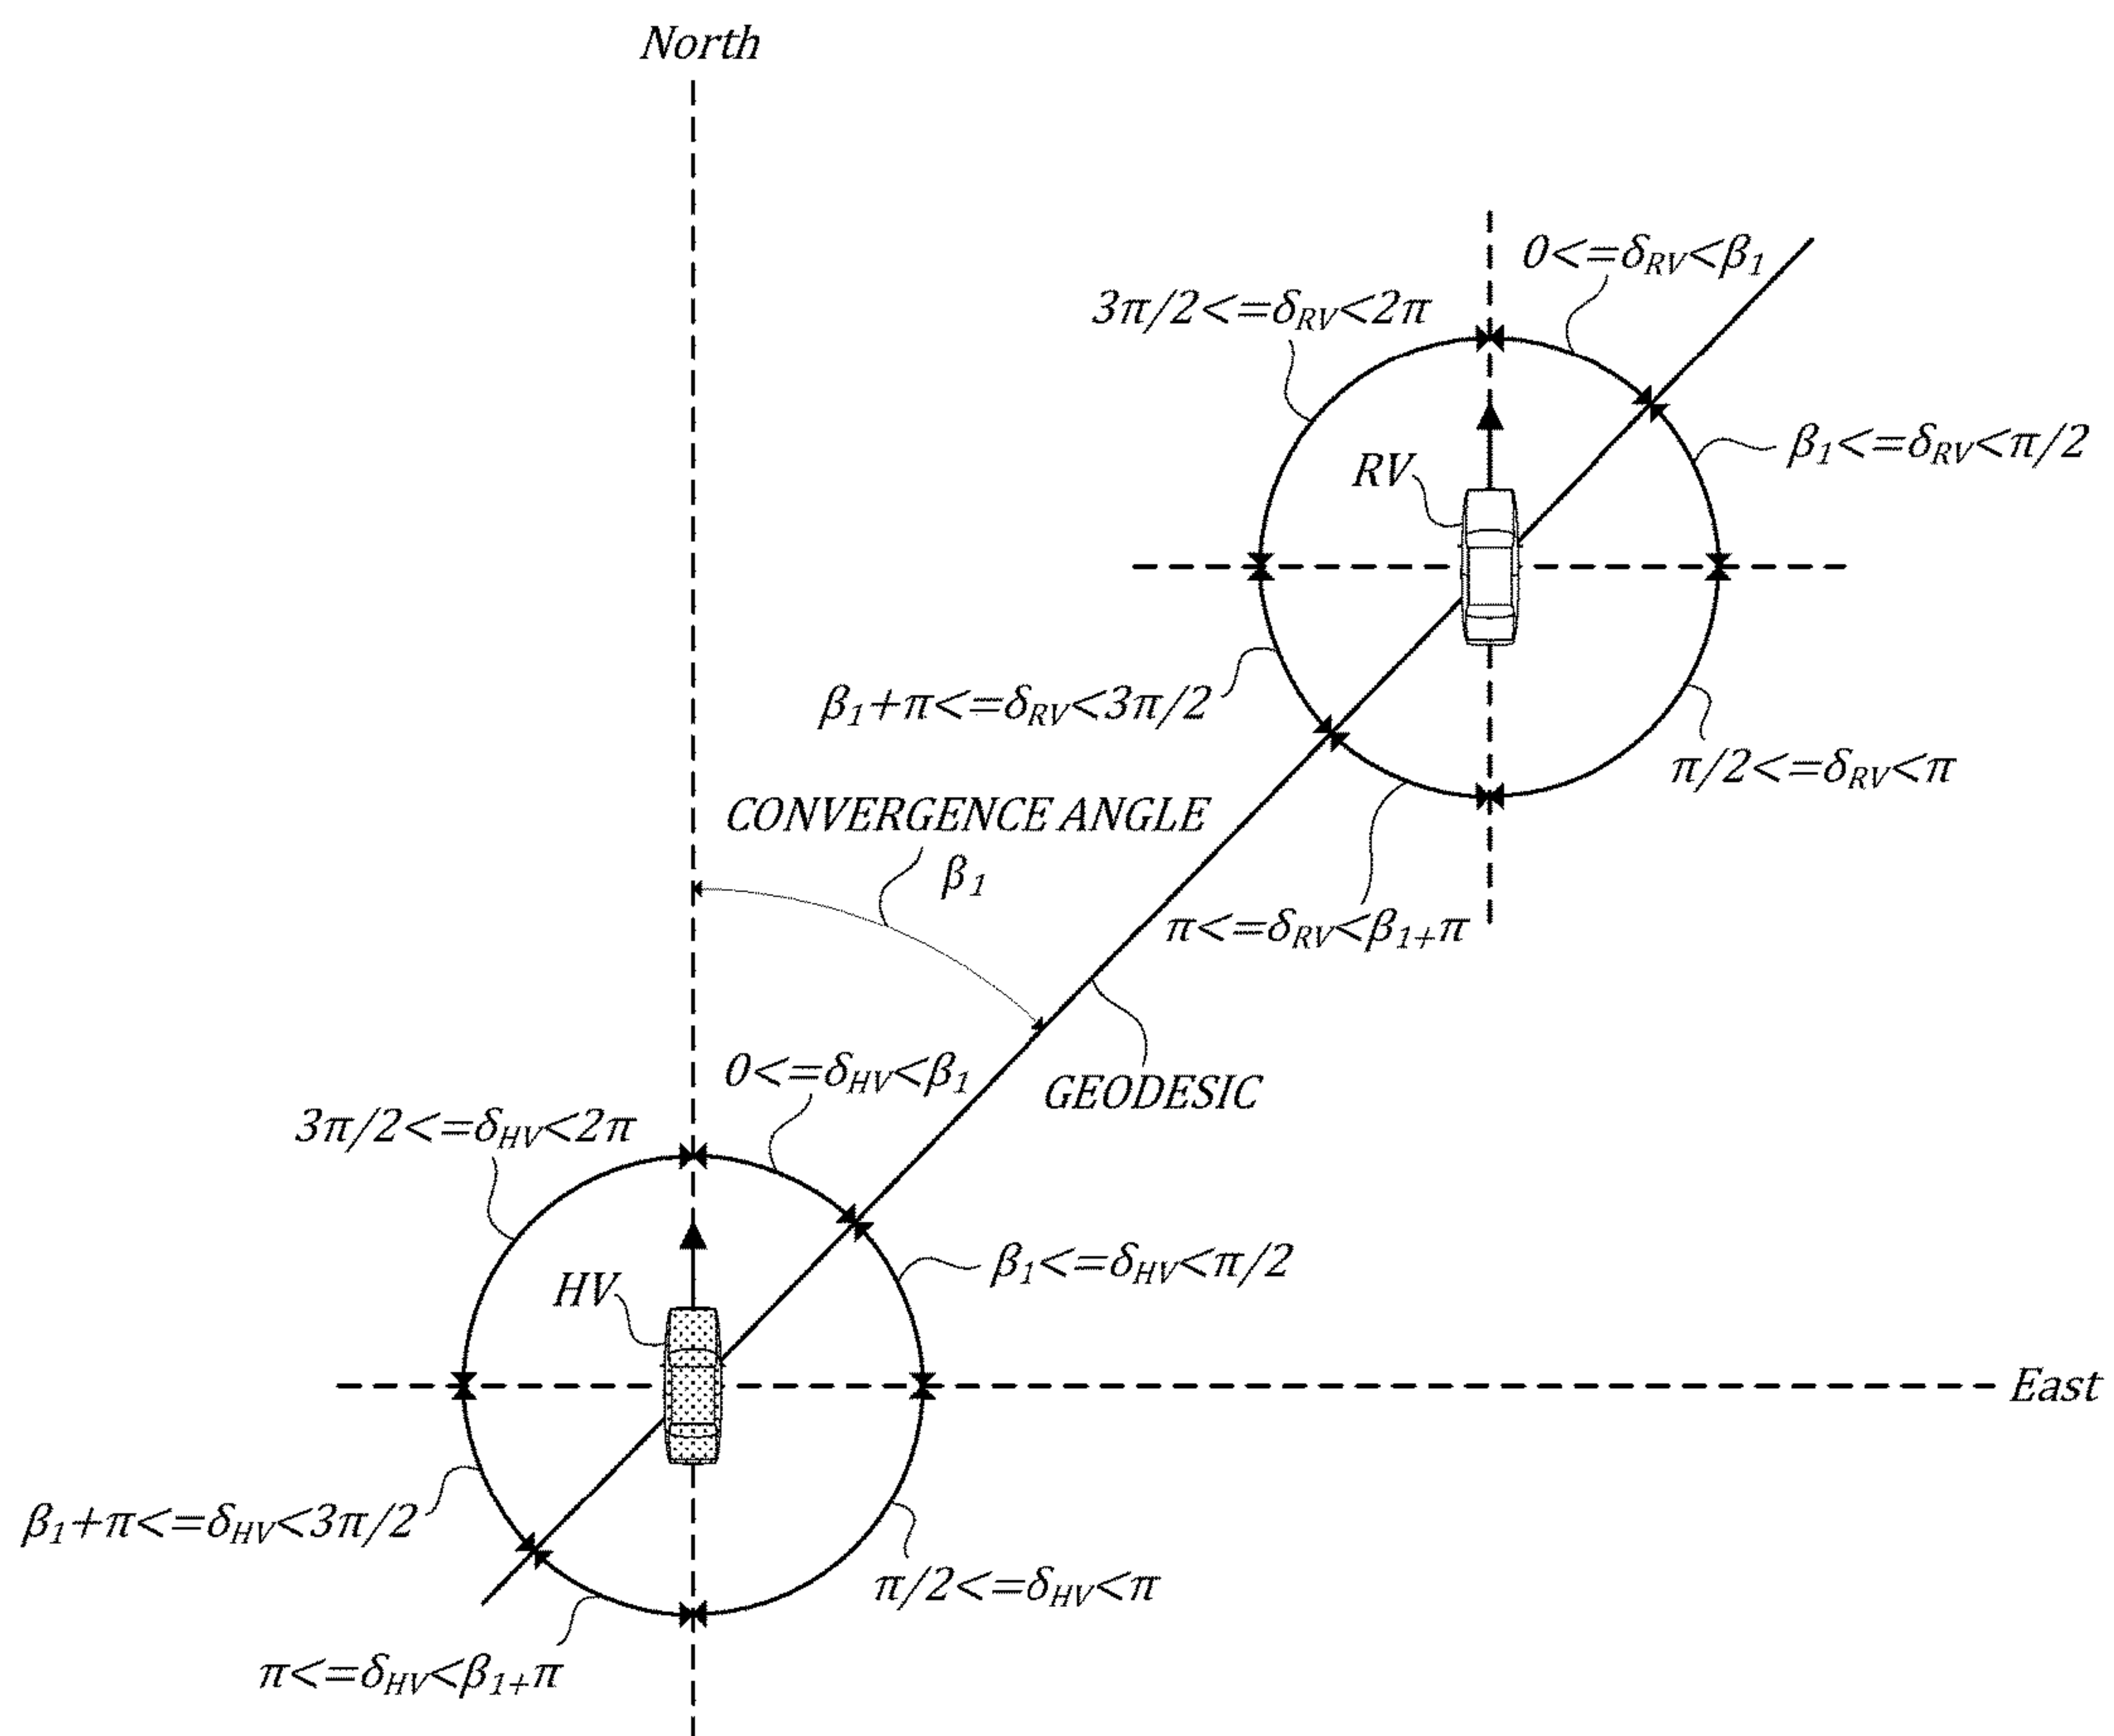 North
0<=δRV<β1
3π/2<=δRV<2π
β1<=δRV<π/2
RV
β1+π<=δRV<3π/2
π/2<=δRV<π
CONVERGENCE ANGLE
β1
π<=δRV<β1+π
0<=δHV<β1
GEODESIC
3π/2<=δHV<2π
β1<=δHV<π/2
HV
East
β1+π<=δHV<3π/2
π/2<=δHV<π
π<=δHV<β1+π